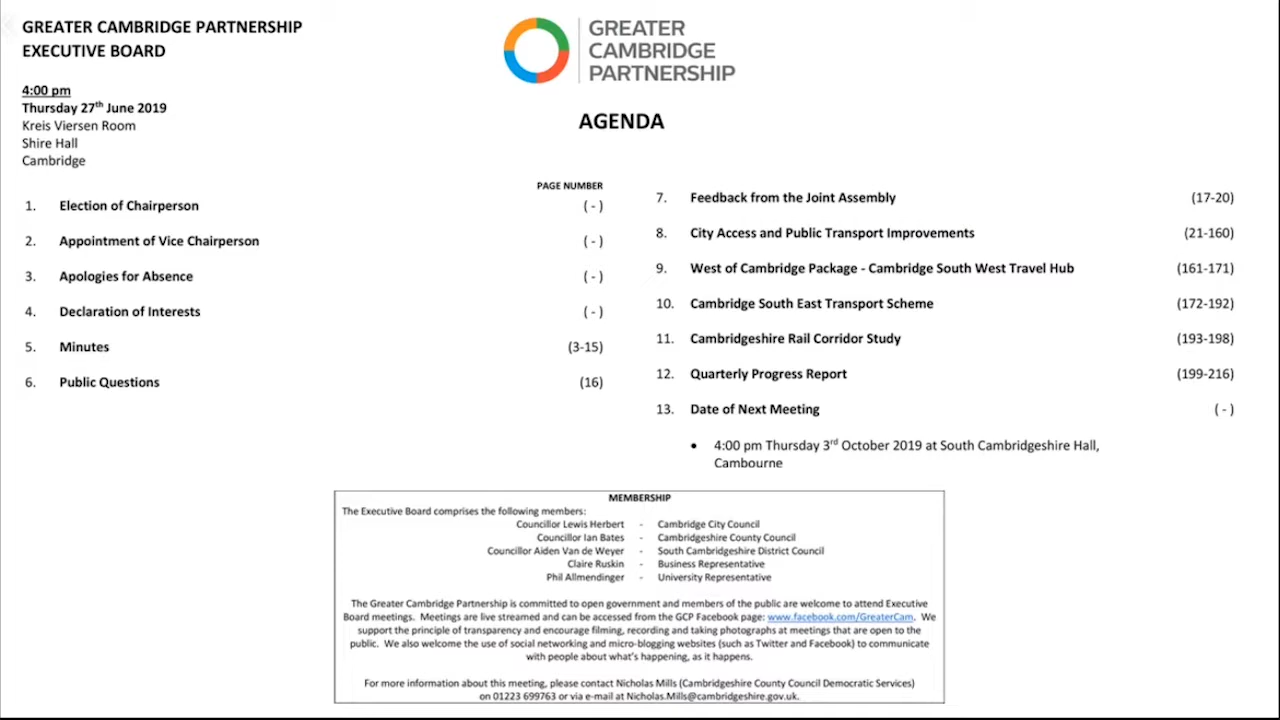 GREATER CAMBRIDGE PARTNERSHIP
EXECUTIVE BOARD
4:00 pm
Thursday 27th June 2019
Kreis Viersen Room
Shire Hall
Cambridge
GREATER
CAMBRIDGE
PARTNERSHIP
AGENDA
PAGE NUMBER
1. Election of Chairperson ( - )
2. Appointment of Vice Chairperson ( - )
3. Apologies for Absence ( - )
4. Declaration of Interests ( - )
5. Minutes (3-15)
6. Public Questions (16)
7. Feedback from the Joint Assembly (17-20)
8. City Access and Public Transport Improvements (21-160)
9. West of Cambridge Package - Cambridge South West Travel Hub (161-171)
10. Cambridge South East Transport Scheme (172-192)
11. Cambridgeshire Rail Corridor Study (193-198)
12. Quarterly Progress Report (199-216)
13. Date of Next Meeting ( - )
• 4:00 pm Thursday 3rd October 2019 at South Cambridgeshire Hall,
Cambourne
MEMBERSHIP
The Executive Board comprises the following members:
Councillor Lewis Herbert - Cambridge City Council
Councillor Ian Bates - Cambridgeshire County Council
Councillor Aiden Van de Weyer - South Cambridgeshire District Council
Claire Ruskin - Business Representative
Phil Allmendinger - University Representative
The Greater Cambridge Partnership is committed to open government and members of the public are welcome to attend Executive
Board meetings. Meetings are live streamed and can be accessed from the GCP Facebook page: www.facebook.com/GreaterCam. We
support the principle of transparency and encourage filming, recording and taking photographs at meetings that are open to the
public. We also welcome the use of social networking and micro-blogging websites (such as Twitter and Facebook) to communicate
with people about what's happening, as it happens.
For more information about this meeting, please contact Nicholas Mills (Cambridgeshire County Council Democratic Services)
on 01223 699763 or via e-mail at Nicholas.Mills@cambridgeshire.gov.uk.